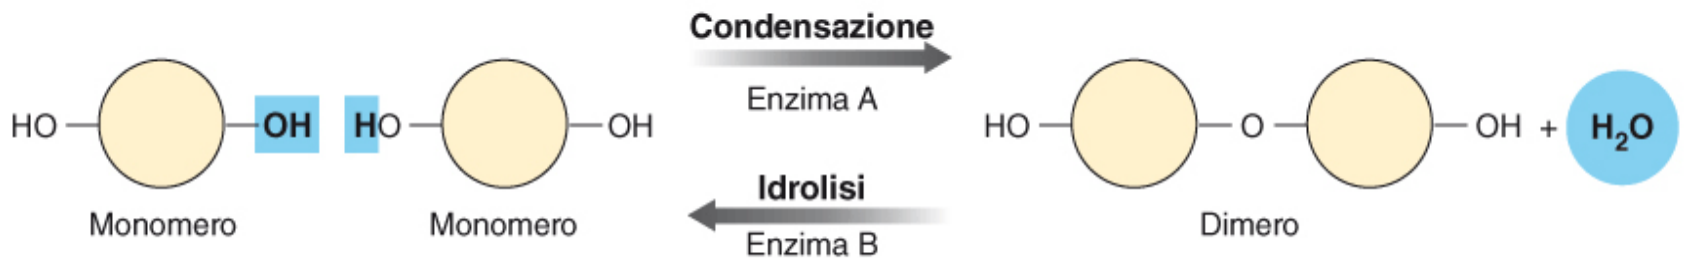 Condensazione
Enzima A
HO OH HO OH
HO O OH + H₂O
Idrolisi
Enzima B
Monomero Monomero
Dimero